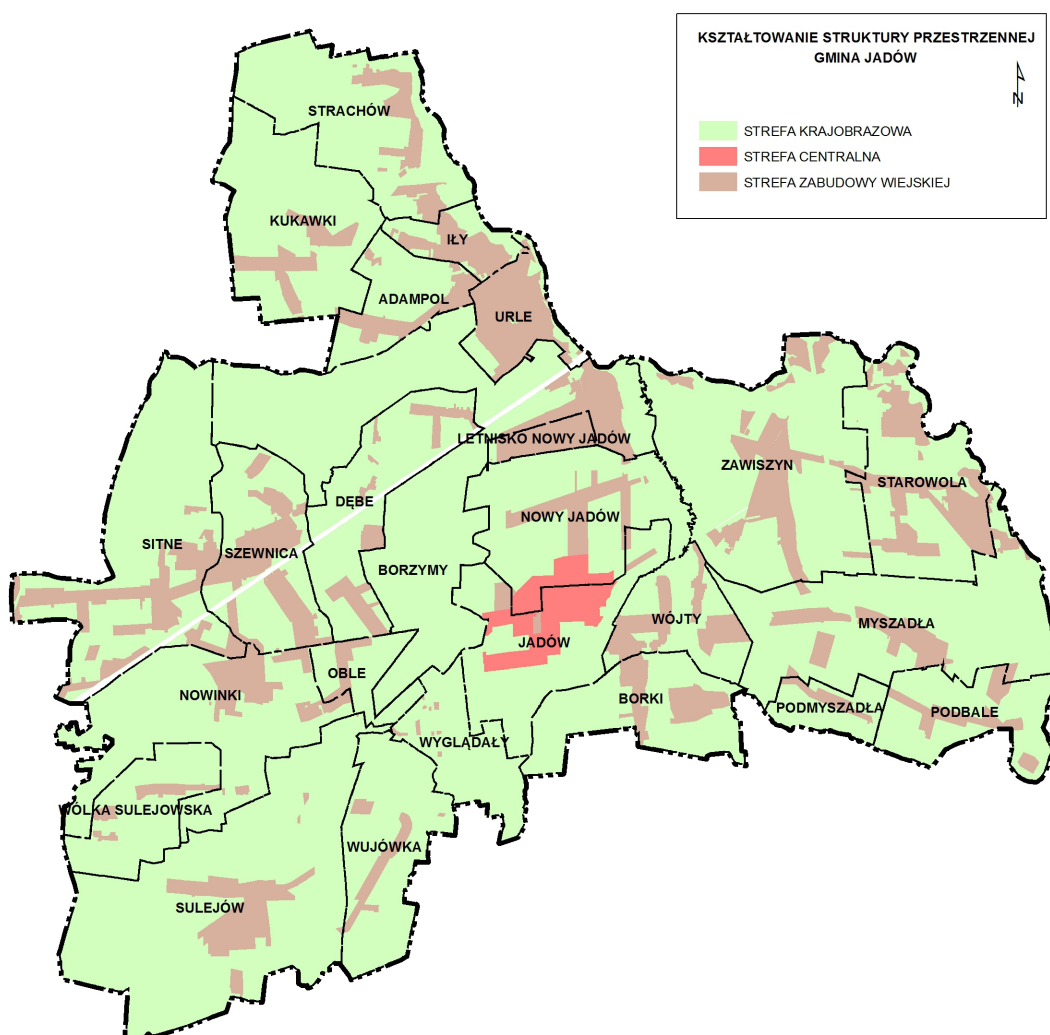 KSZTAŁTOWANIE STRUKTURY PRZESTRZENNEJ
GMINA JADÓW
N
STREFA KRAJOBRAZOWA
STREFA CENTRALNA
STREFA ZABUDOWY WIEJSKIEJ
STRACHÓW
KUKAWKI
IŁY
ADAMPOL
URLE
LETNISKO NOWY JADÓW
ZAWISZYN
STAROWOLA
DĘBE
NOWY JADÓW
SITNE
SZEWNICA
BORZYMY
WÓJTY
MYSZADŁA
JADÓW
OBLE
NOWINKI
BORKI
PODMYSZADŁA
PODBALE
WYGLĄDAŁY
WÓLKA SULEJOWSKA
WUJÓWKA
SULEJÓW